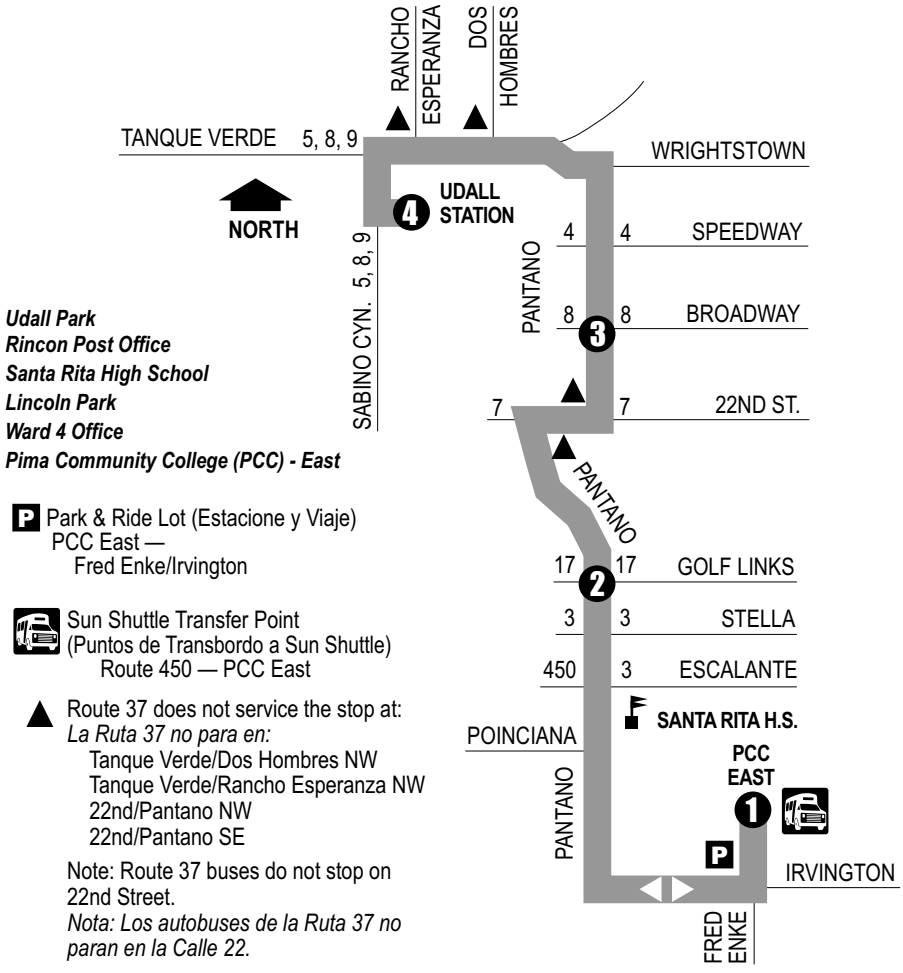 RANCHO
ESPERANZA
DOS
HOMBRES
TANQUE VERDE 5, 8, 9
WRIGHTSTOWN
NORTH
4
UDALL
STATION
SABINO CYN. 5, 8, 9
PANTANO
4 4 SPEEDWAY
8 3 8 BROADWAY
7 7 22ND ST.
PANTANO
17 2 17 GOLF LINKS
3 3 STELLA
450 3 ESCALANTE
SANTA RITA H.S.
POINCIANA
PANTANO
PCC
EAST
1
P
IRVINGTON
FRED
ENKE
Udall Park
Rincon Post Office
Santa Rita High School
Lincoln Park
Ward 4 Office
Pima Community College (PCC) - East
P Park & Ride Lot (Estacione y Viaje)
PCC East —
Fred Enke/Irvington
Sun Shuttle Transfer Point
(Puntos de Transbordo a Sun Shuttle)
Route 450 — PCC East
Route 37 does not service the stop at:
La Ruta 37 no para en:
Tanque Verde/Dos Hombres NW
Tanque Verde/Rancho Esperanza NW
22nd/Pantano NW
22nd/Pantano SE
Note: Route 37 buses do not stop on
22nd Street.
Nota: Los autobuses de la Ruta 37 no
paran en la Calle 22.